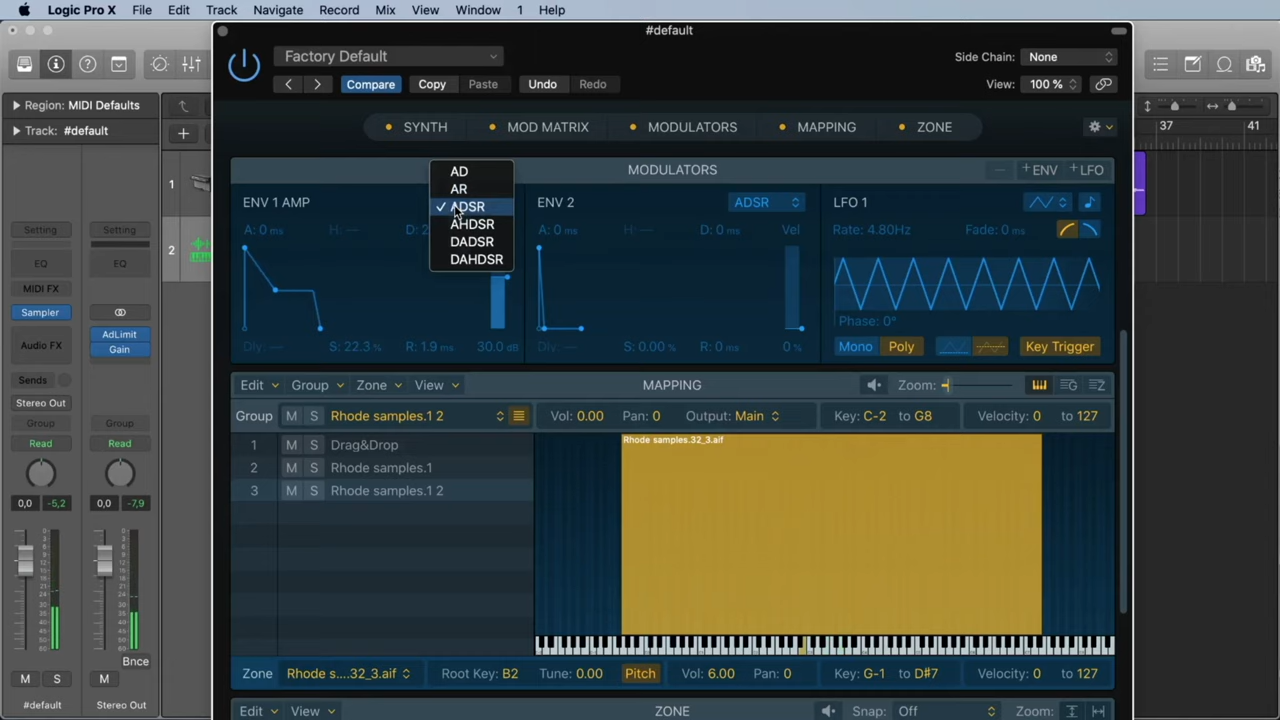 Logic Pro X File Edit Track Navigate Record Mix View Window 1 Help
#default
Factory Default
Side Chain: None
Compare Copy Paste Undo Redo
View: 100 %
Region: MIDI Defaults
Track: #default
SYNTH MOD MATRIX MODULATORS MAPPING ZONE
37 41
MODULATORS
+ENV +LFO
AD
AR
ADSR
AHDSR
DADSR
DAHDSR
ENV 1 AMP
A: 0 ms H: —
Dly: — S: 22.3 % R: 1.9 ms 30.0 dB
ENV 2 ADSR
A: 0 ms H: — D: 0 ms Vel
Dly: — S: 0.00 % R: 0 ms 0 %
LFO 1
Rate: 4.80Hz Fade: 0 ms
Phase: 0°
Mono Poly Key Trigger
1
2
Setting Setting
EQ EQ
MIDI FX
Sampler
Audio FX
AdLimit
Gain
Sends
Stereo Out
Group Group
Read Read
0,0 -5,2 0,0 -7,9
Bnce
M S M
#default Stereo Out
Edit Group Zone View MAPPING Zoom:
Group M S Rhode samples.1 2 Vol: 0.00 Pan: 0 Output: Main Key: C-2 to G8 Velocity: 0 to 127
1 M S Drag&Drop
2 M S Rhode samples.1
3 M S Rhode samples.1 2
Rhode samples.32_3.aif
Zone Rhode s....32_3.aif Root Key: B2 Tune: 0.00 Pitch Vol: 6.00 Pan: 0 Key: G-1 to D#7 Velocity: 0 to 127
Edit View ZONE Snap: Off Zoom: